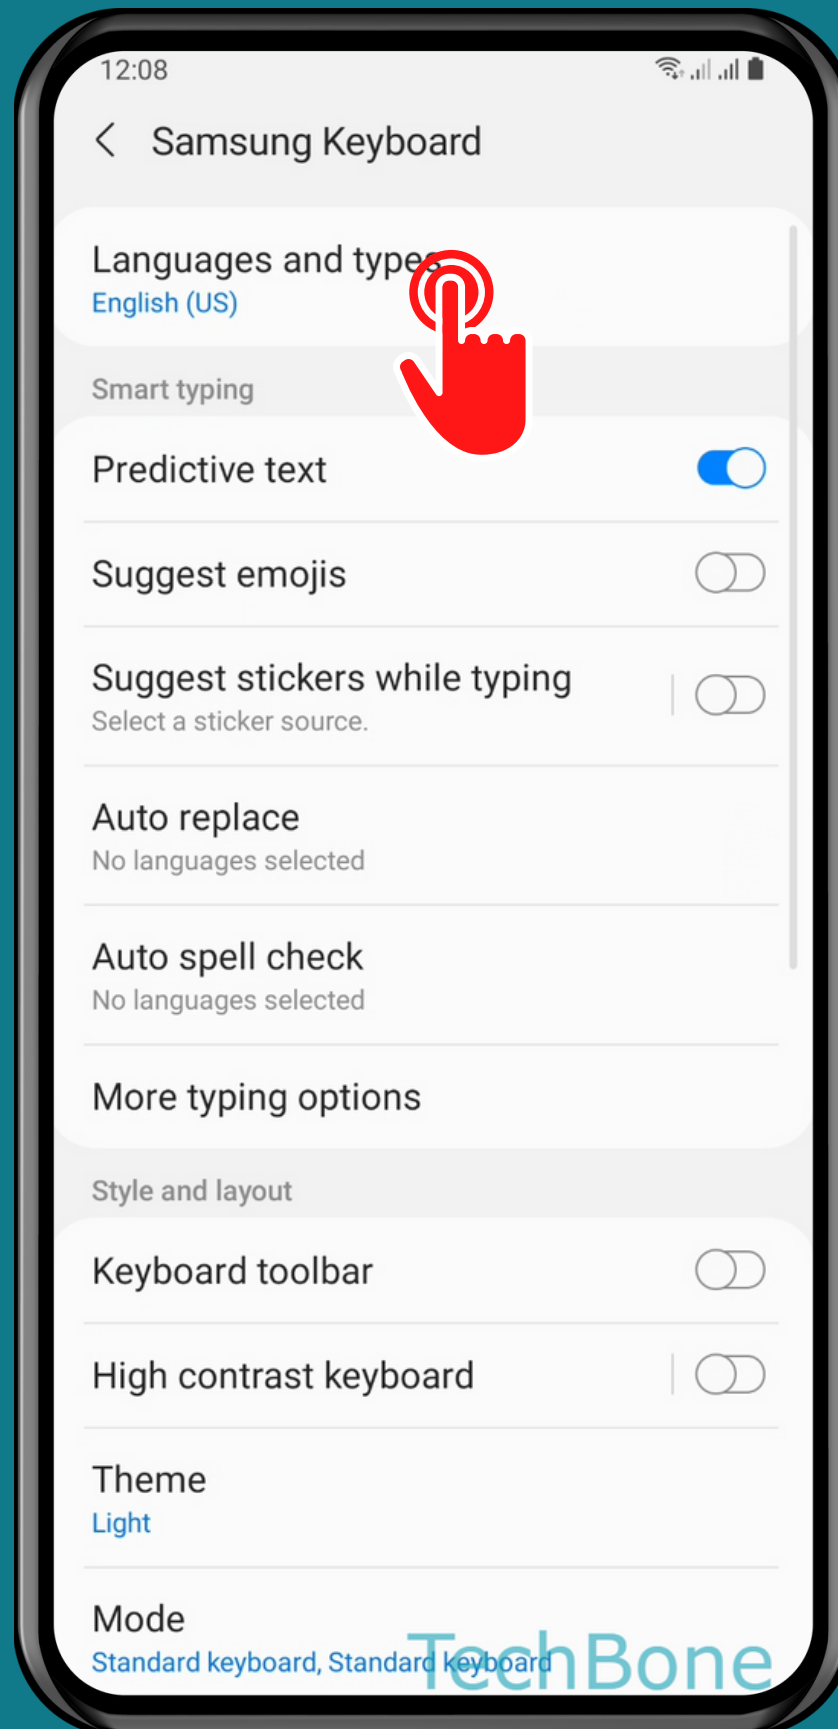 12:08
Samsung Keyboard
Languages and types
English (US)
Smart typing
Predictive text
Suggest emojis
Suggest stickers while typing
Select a sticker source.
Auto replace
No languages selected
Auto spell check
No languages selected
More typing options
Style and layout
Keyboard toolbar
High contrast keyboard
Theme
Light
Mode
Standard keyboard, Standard keyboard
TechBone